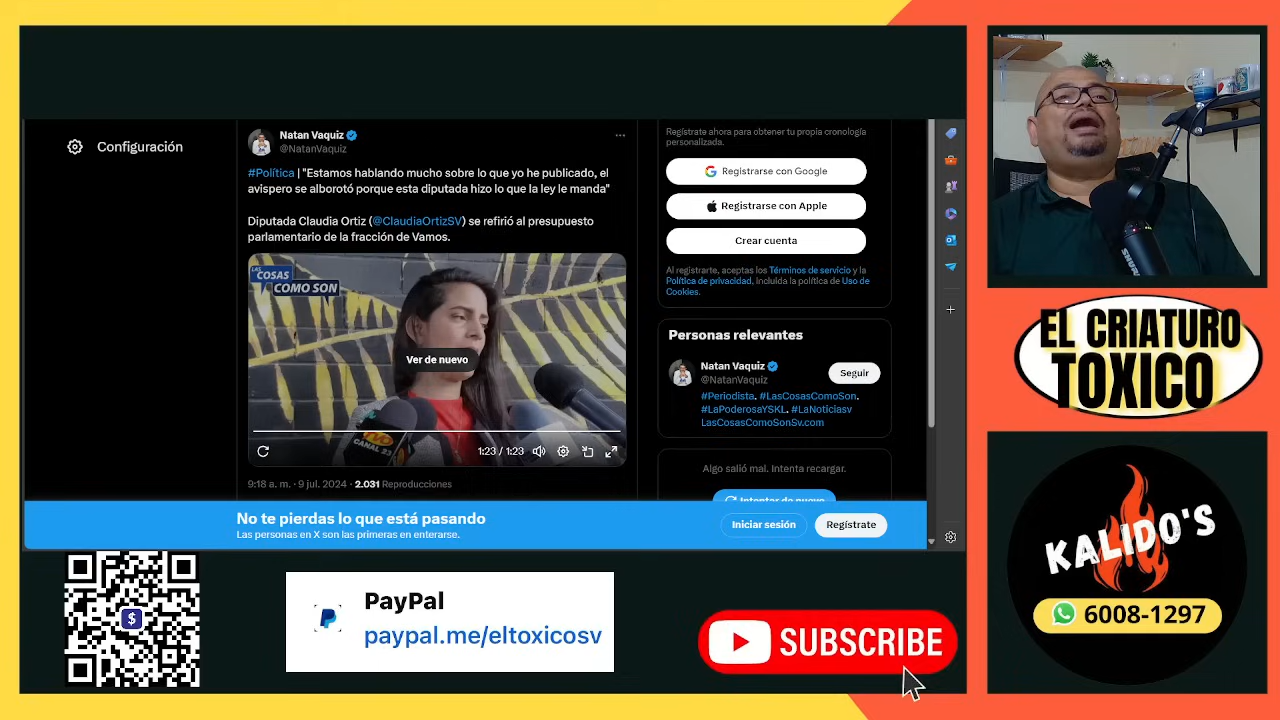 Configuración
Natan Vaquiz
@NatanVaquiz
#Política | "Estamos hablando mucho sobre lo que yo he publicado, el
avispero se alborotó porque esta diputada hizo lo que la ley le manda"
Diputada Claudia Ortiz (@ClaudiaOrtizSV) se refirió al presupuesto
parlamentario de la fracción de Vamos.
LAS COSAS
COMO SON
Ver de nuevo
TVO
CANAL 23
1:23 / 1:23
9:18 a. m. · 9 jul. 2024 · 2.031 Reproducciones
Regístrate ahora para obtener tu propia cronología
personalizada.
Registrarse con Google
Registrarse con Apple
Crear cuenta
Al registrarte, aceptas los Términos de servicio y la
Política de privacidad, incluida la política de Uso de
Cookies.
Personas relevantes
Natan Vaquiz
@NatanVaquiz
Seguir
#Periodista. #LasCosasComoSon.
#LaPoderosaYSKL. #LaNoticiasv
LasCosasComoSonSv.com
Algo salió mal. Intenta recargar.
Intentar de nuevo
No te pierdas lo que está pasando
Las personas en X son las primeras en enterarse.
Iniciar sesión
Regístrate
PayPal
paypal.me/eltoxicosv
SUBSCRIBE
SHURE
EL CRIATURO
TOXICO
KALIDO'S
6008-1297